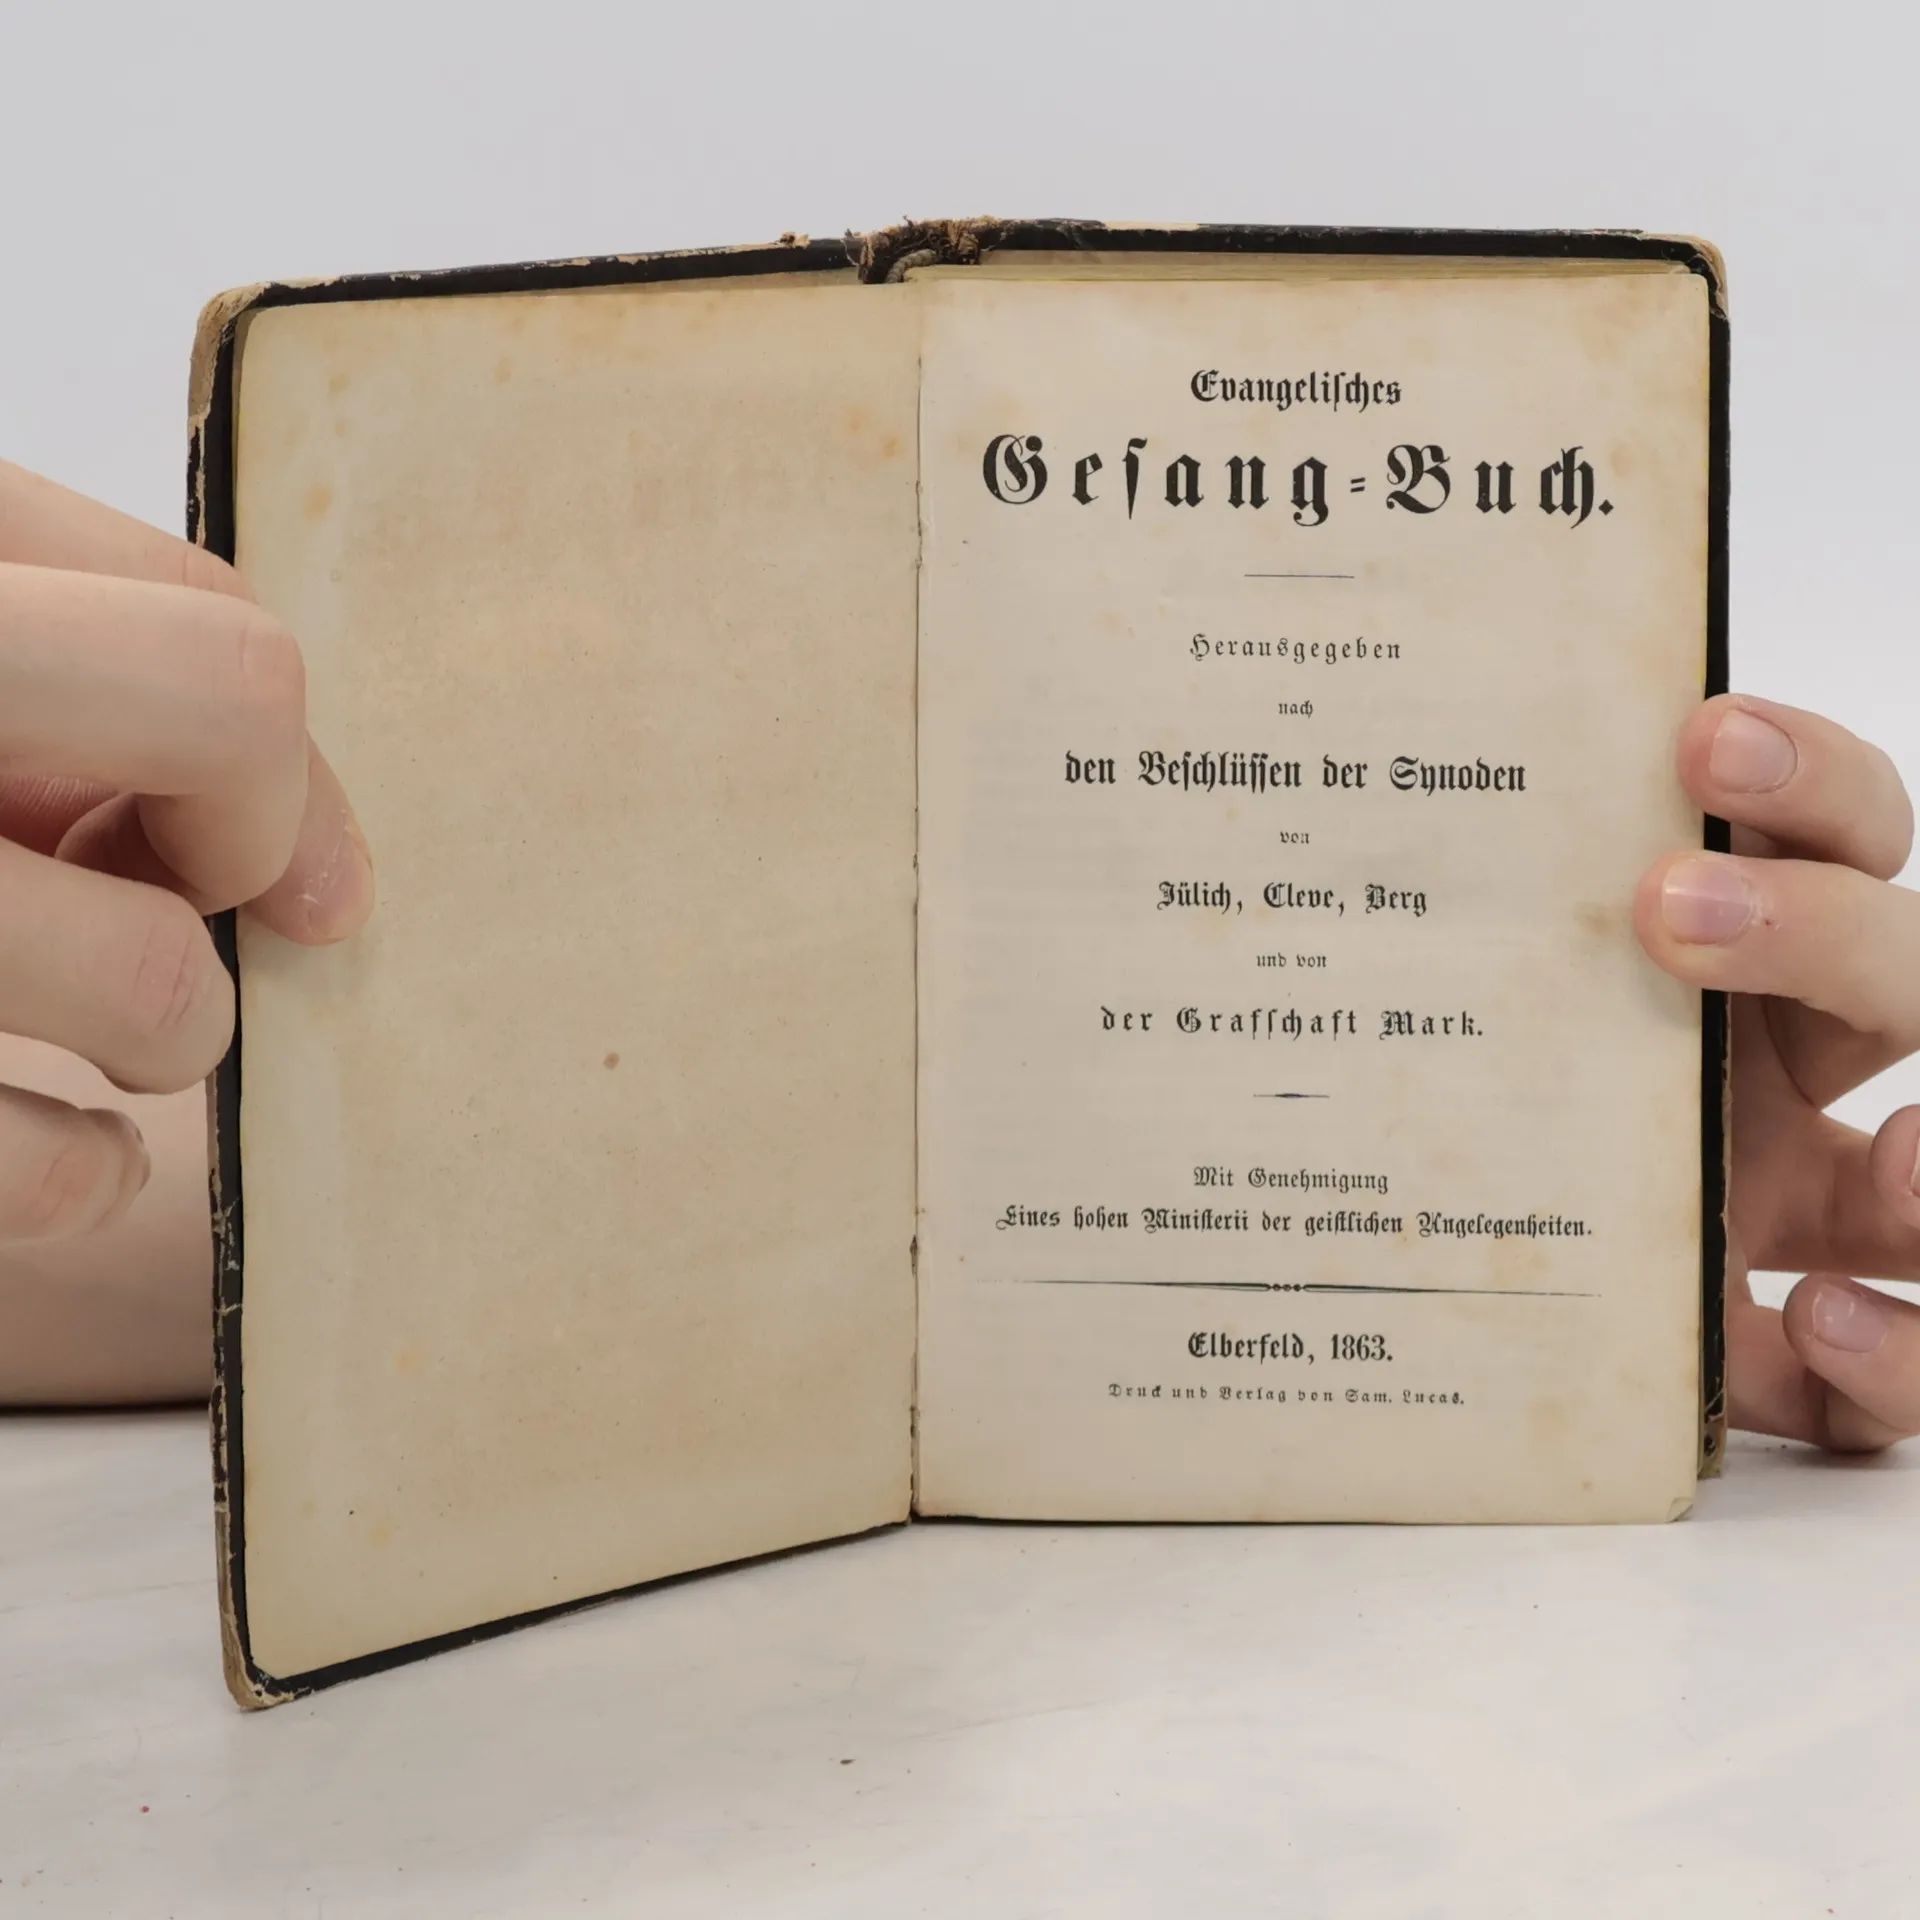 Evangeliſches
Geſang=Buch.
Herausgegeben
nach
den Beſchlüſſen der Synoden
von
Jülich, Cleve, Berg
und von
der Grafſchaft Mark.
Mit Genehmigung
Eines hohen Miniſterii der geiſtlichen Angelegenheiten.
Elberfeld, 1863.
Druck und Verlag von Sam. Lucas.